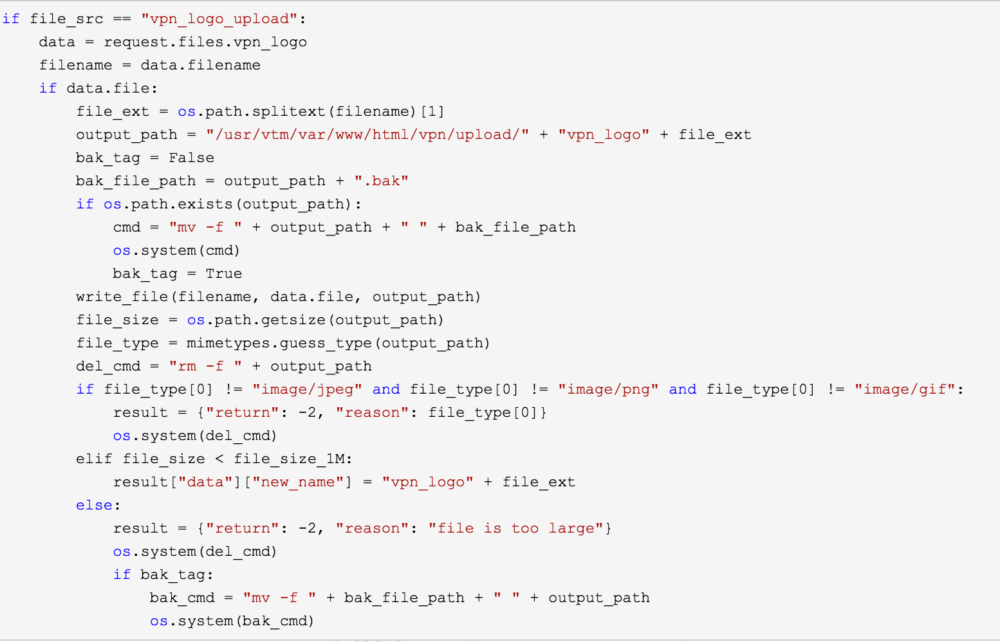 if file_src == "vpn_logo_upload":
    data = request.files.vpn_logo
    filename = data.filename
    if data.file:
        file_ext = os.path.splitext(filename)[1]
        output_path = "/usr/vtm/var/www/html/vpn/upload/" + "vpn_logo" + file_ext
        bak_tag = False
        bak_file_path = output_path + ".bak"
        if os.path.exists(output_path):
            cmd = "mv -f " + output_path + " " + bak_file_path
            os.system(cmd)
            bak_tag = True
        write_file(filename, data.file, output_path)
        file_size = os.path.getsize(output_path)
        file_type = mimetypes.guess_type(output_path)
        del_cmd = "rm -f " + output_path
        if file_type[0] != "image/jpeg" and file_type[0] != "image/png" and file_type[0] != "image/gif":
            result = {"return": -2, "reason": file_type[0]}
            os.system(del_cmd)
        elif file_size < file_size_1M:
            result["data"]["new_name"] = "vpn_logo" + file_ext
        else:
            result = {"return": -2, "reason": "file is too large"}
            os.system(del_cmd)
            if bak_tag:
                bak_cmd = "mv -f " + bak_file_path + " " + output_path
                os.system(bak_cmd)